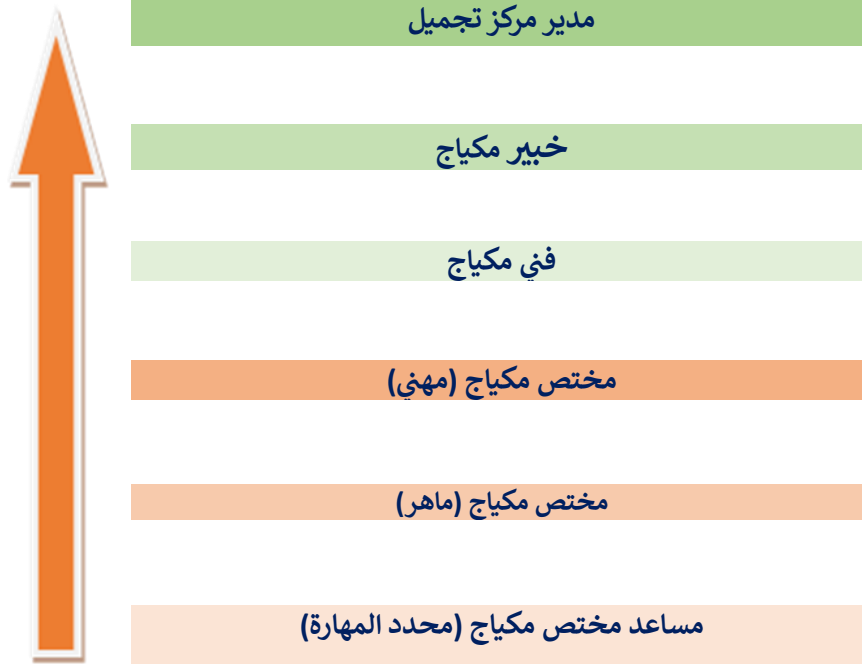 مدير مركز تجميل
خبير مكياج
فني مكياج
مختص مكياج (مهني)
مختص مكياج (ماهر)
مساعد مختص مكياج (محدد المهارة)